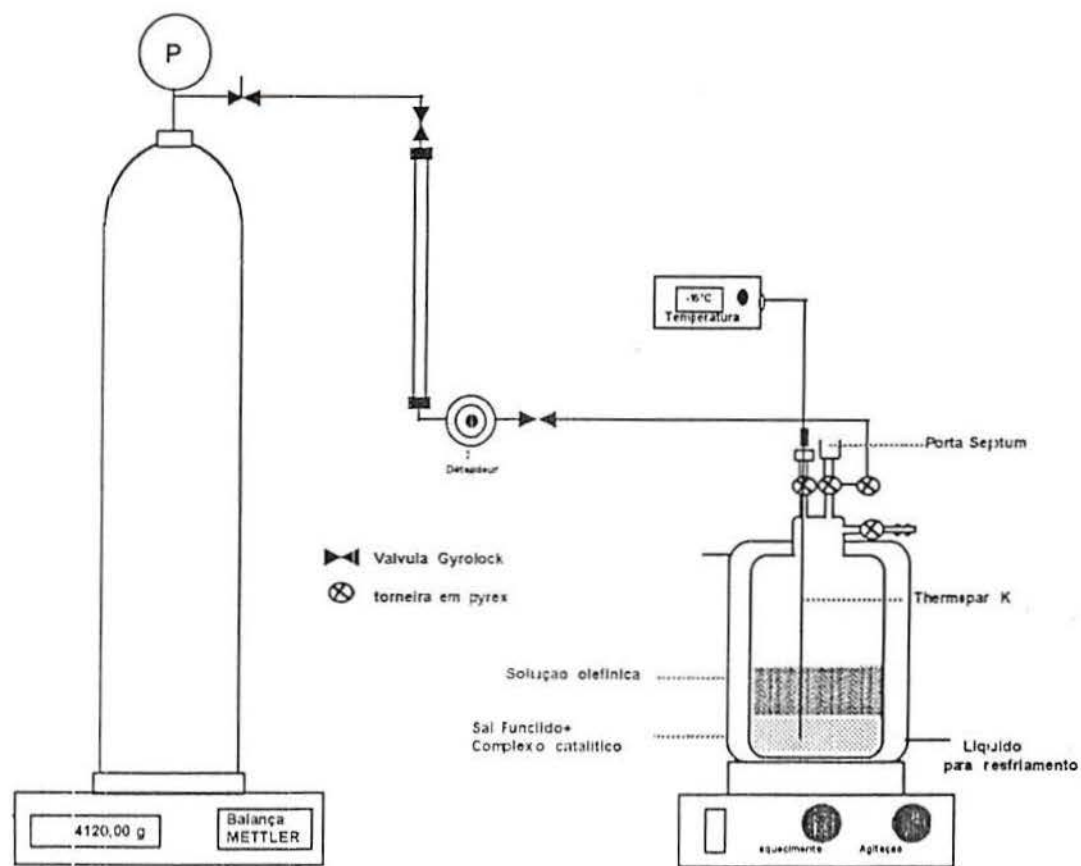 P
-15°C
Temperatura
Porta Septum
Détendeur
Valvula Gyrolock
torneira em pyrex
Thermopar K
Solução olefinica
Sal Fundido+
Complexo catalitico
Liquido
para resfriamento
4120,00 g
Balança
METTLER
aquecimento
Agitação